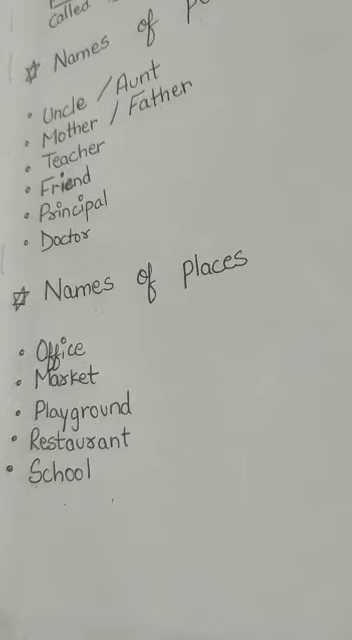 called
☆ Names of
• Uncle / Aunt
• Mother / Father
• Teacher
• Friend
• Principal
• Doctor
☆ Names of places
• Office
• Market
• Playground
• Restaurant
• School